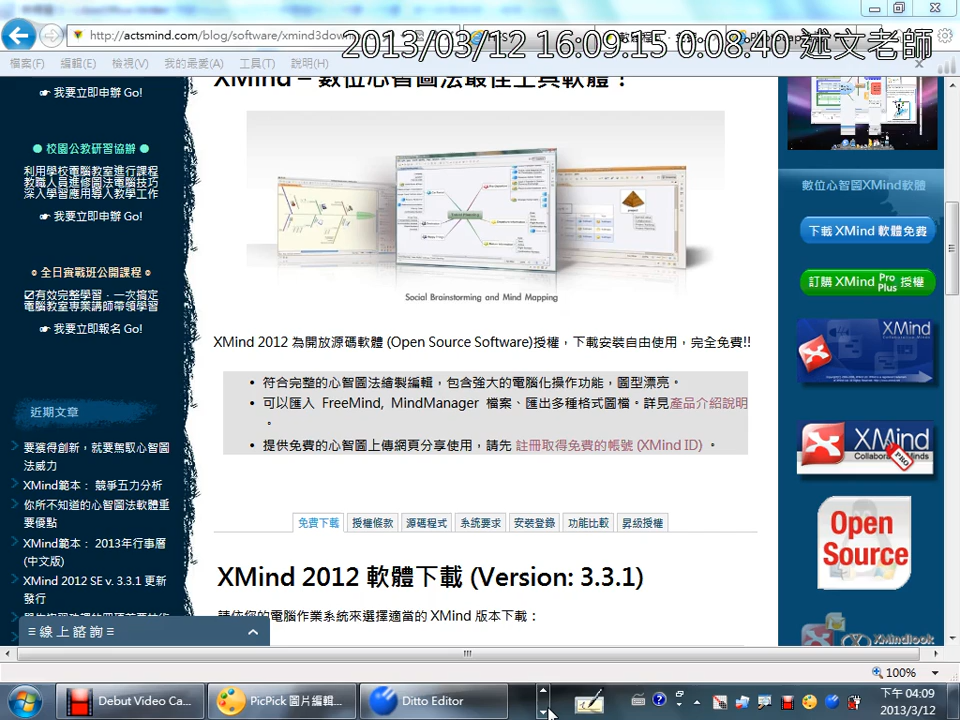 http://actsmind.com/blog/software/xmind3down
2013/03/12 16:09:15 0:08:40 述文老師
檔案(F) 編輯(E) 檢視(V) 我的最愛(A) 工具(T) 說明(H)
☛ 我要立即申辦 Go!
● 校園公教研習協辦 ●
利用學校電腦教室進行課程
教職人員進修圖法電腦技巧
深入學習應用學入教學工作
☛ 我要立即申辦 Go!
全日實戰班公開課程
☑有效完整學習，一次搞定
電腦教室專業講師帶領學習
☛ 我要立即報名 Go!
近期文章
要獲得創新，就要駕馭心智圖
法威力
XMind範本： 競爭五力分析
你所不知道的心智圖法軟體重
要優點
XMind範本： 2013年行事曆
(中文版)
XMind 2012 SE v. 3.3.1 更新
發行
≡ 線 上 諮 詢 ≡
XMind – 數位心智圖法最佳工具軟體！
Social Brainstorming and Mind Mapping
XMind 2012 為開放源碼軟體 (Open Source Software)授權，下載安裝自由使用，完全免費!!
• 符合完整的心智圖法繪製編輯，包含強大的電腦化操作功能，圖型漂亮。
• 可以匯入 FreeMind, MindManager 檔案、匯出多種格式圖檔。詳見產品介紹說明
。
• 提供免費的心智圖上傳網頁分享使用，請先 註冊取得免費的帳號 (XMind ID) 。
免費下載 授權條款 源碼程式 系統要求 安裝登錄 功能比較 昇級授權
XMind 2012 軟體下載 (Version: 3.3.1)
請依您的電腦作業系統來選擇適當的 XMind 版本下載：
數位心智圖XMind軟體
下載 XMind 軟體免費
訂購 XMind Pro Plus 授權
XMind
XMind
PRO
Open
Source
XMindlook
100%
Debut Video Ca...
PicPick 圖片編輯...
Ditto Editor
下午 04:09
2013/3/12